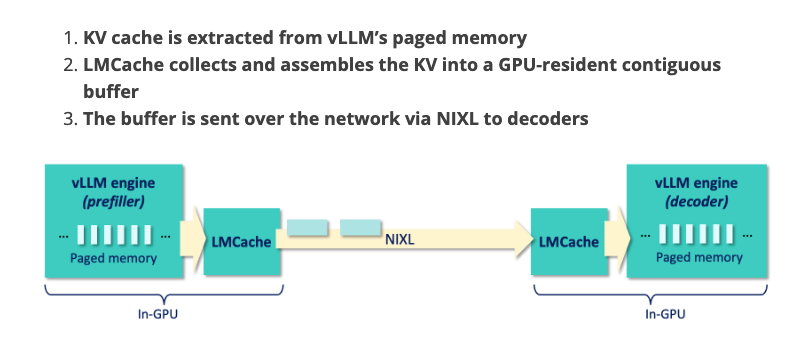 1. KV cache is extracted from vLLM’s paged memory
2. LMCache collects and assembles the KV into a GPU-resident contiguous
buffer
3. The buffer is sent over the network via NIXL to decoders
vLLM engine
(prefiller)
... ...
Paged memory
LMCache
NIXL
LMCache
vLLM engine
(decoder)
... ...
Paged memory
In-GPU
In-GPU